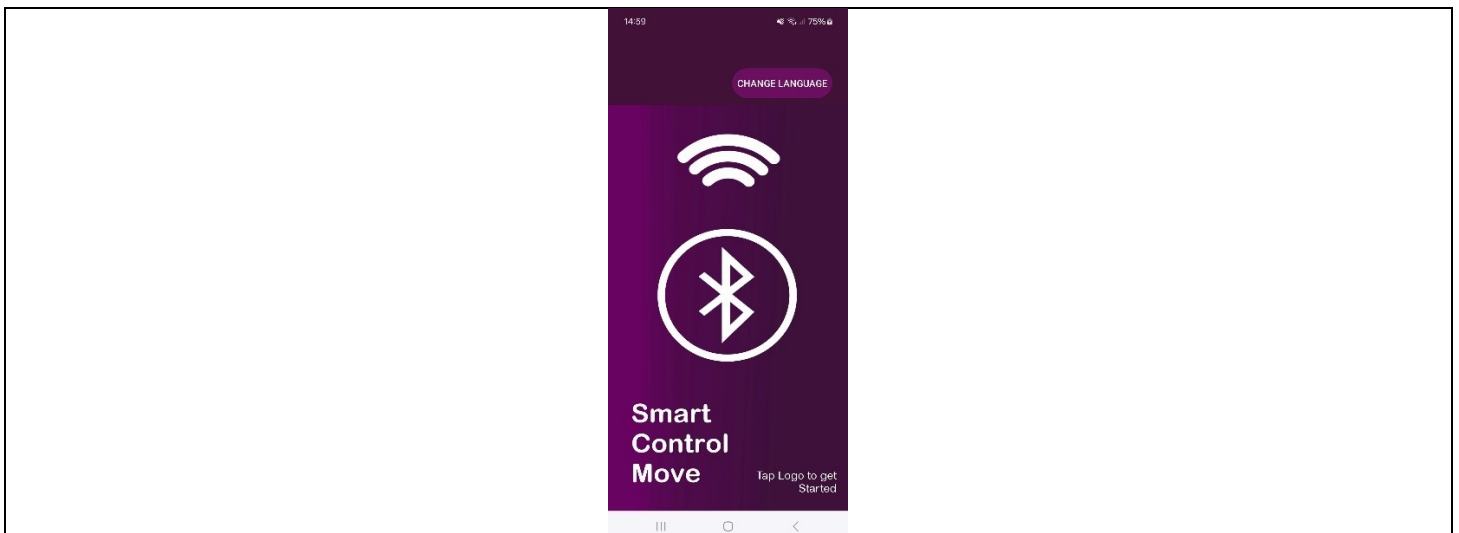 14:59
75%
CHANGE LANGUAGE
Smart
Control
Move
Tap Logo to get
Started